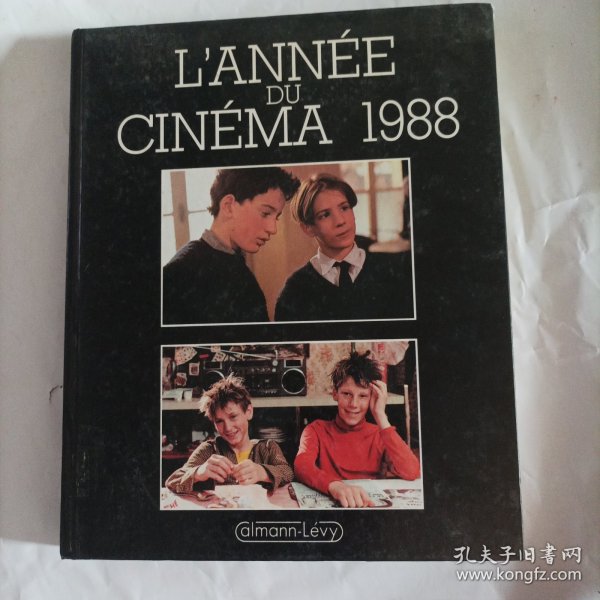 L'ANNÉE
DU
CINÉMA 1988
Calmann-Lévy
孔夫子旧书网
www.kongfz.com